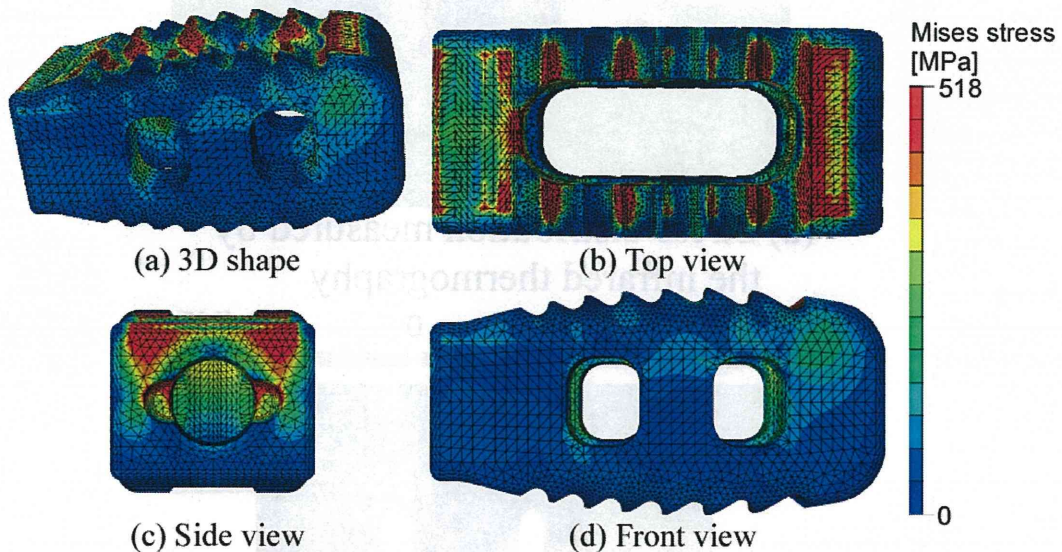 Mises stress
[MPa]
518
(a) 3D shape
(b) Top view
(c) Side view
(d) Front view
0